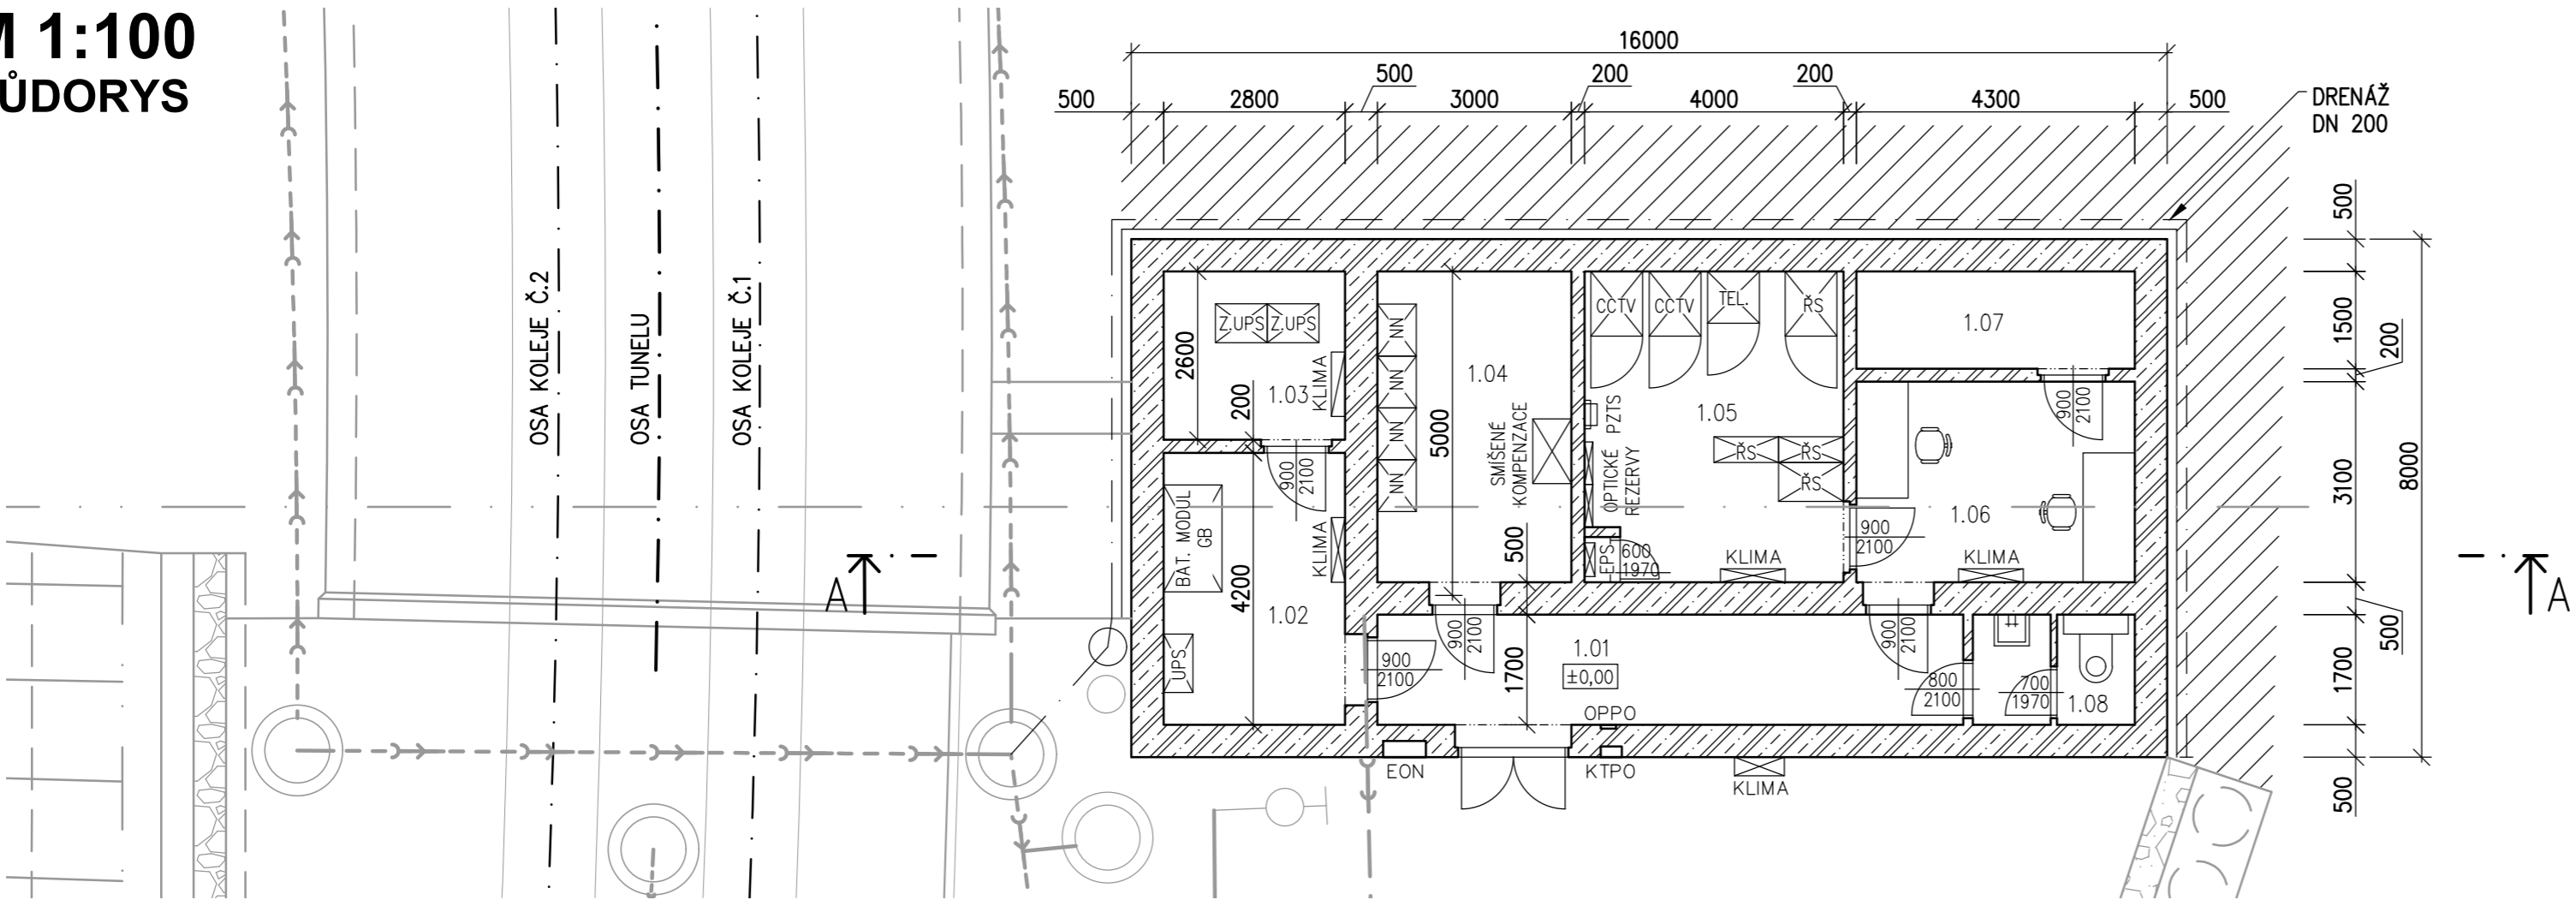 M 1:100
ŮDORYS
16000
500
200
200
500
2800
3000
4000
4300
500
DRENÁŽ
DN 200
OSA KOLEJE Č.2
OSA TUNELU
OSA KOLEJE Č.1
A
A
2600
200
4200
5000
500
1700
Z.UPS
Z.UPS
KLIMA
1.03
900
2100
BAT. MODUL
GB
KLIMA
1.02
UPS
900
2100
NN
NN
NN
NN
1.04
SMÍŠENÉ
KOMPENZACE
900
2100
CCTV
CCTV
TEL.
ŘS
1.05
PZTS
OPTICKÉ
REZERVY
ŘS
ŘS
ŘS
EPS
600
1970
KLIMA
900
2100
1.07
900
2100
1.06
KLIMA
900
2100
1.01
±0,00
800
2100
700
1970
1.08
OPPO
EON
KTPO
KLIMA
500
1500
200
3100
8000
500
1700
500